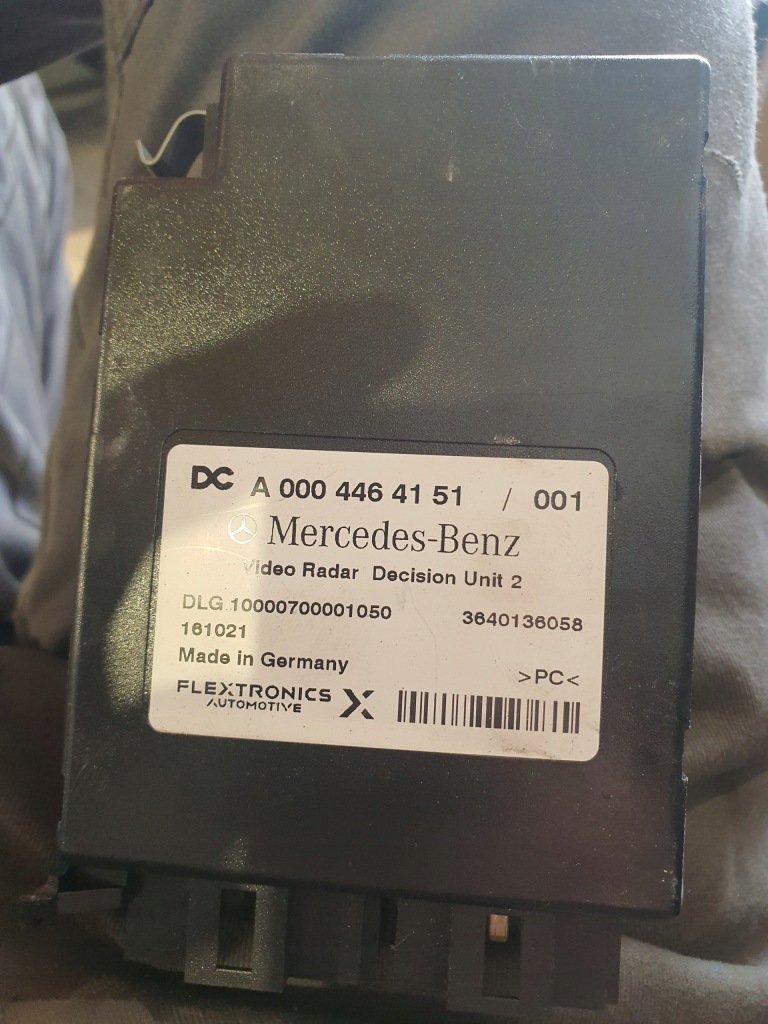 DC A 000 446 41 51 / 001
Mercedes-Benz
Video Radar Decision Unit 2
DLG 10000700001050 3640136058
161021
Made in Germany >PC<
FLEXTRONICS X
AUTOMOTIVE